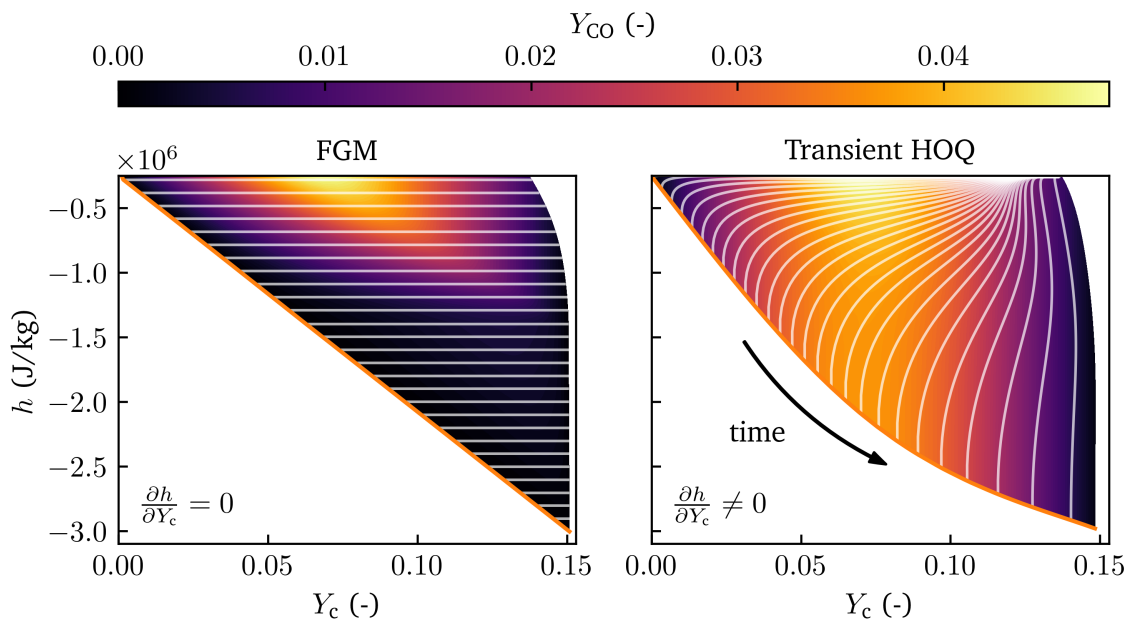 Y_CO (-)
0.00 0.01 0.02 0.03 0.04
×10⁶ FGM Transient HOQ
−0.5
−1.0
−1.5
−2.0
−2.5
−3.0
h (J/kg)
∂h/∂Y_c = 0
time
∂h/∂Y_c ≠ 0
0.00 0.05 0.10 0.15 0.00 0.05 0.10 0.15
Y_c (-) Y_c (-)